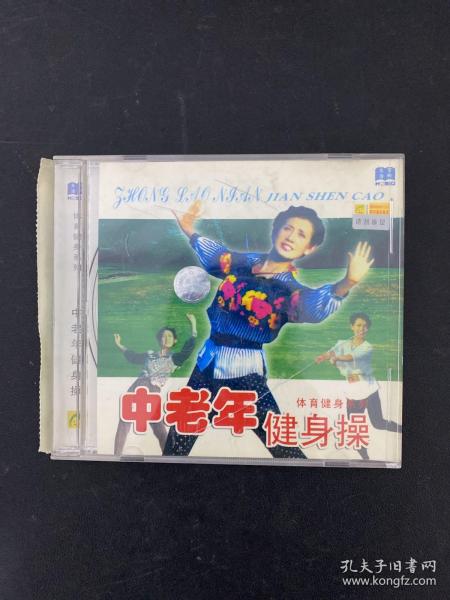 ZHONG LAO NIAN JIAN SHEN CAO
体育健身
中老年
健身操
中老年健身操
孔夫子旧书网
www.kongfz.com